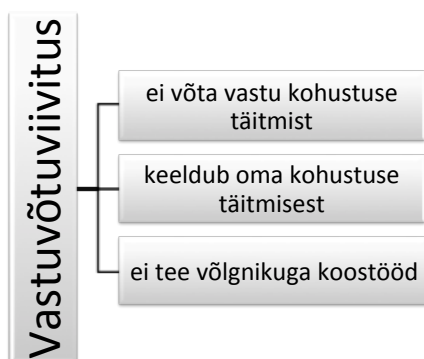 Vastuvõtuviivitus
ei võta vastu kohustuse
täitmist
keeldub oma kohustuse
täitmisest
ei tee võlgnikuga koostööd